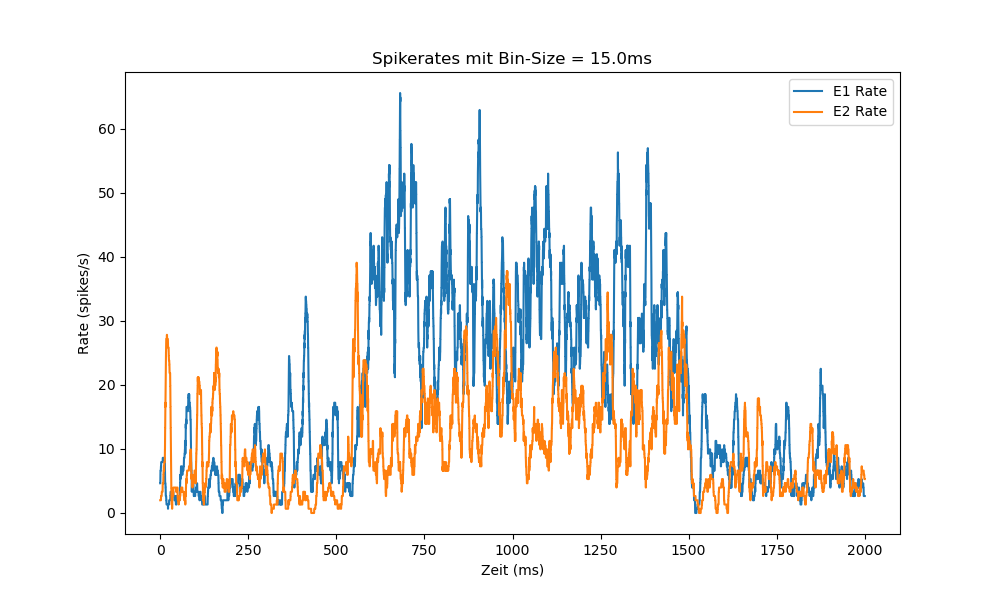 Spikerates mit Bin-Size = 15.0ms
E1 Rate
E2 Rate
Rate (spikes/s)
60
50
40
30
20
10
0
0 250 500 750 1000 1250 1500 1750 2000
Zeit (ms)